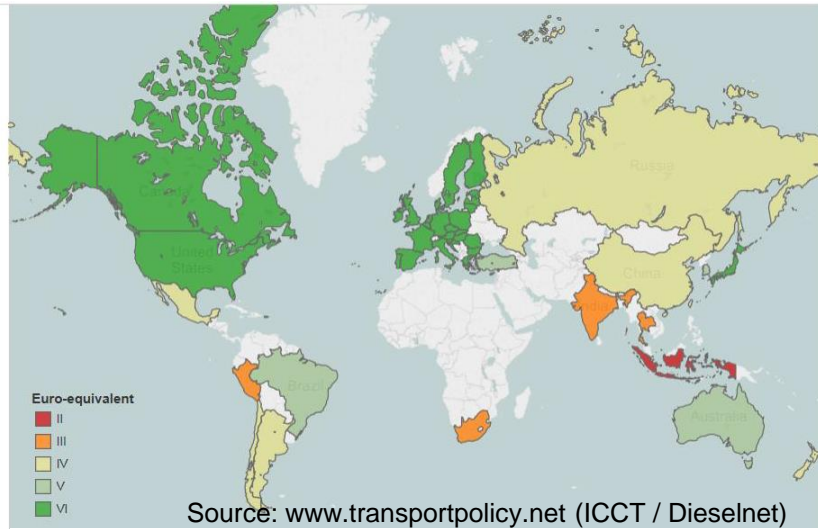 Canada
Russia
United
States
China
India
Brazil
Australia
Euro-equivalent
II
III
IV
V
VI
Source: www.transportpolicy.net (ICCT / Dieselnet)